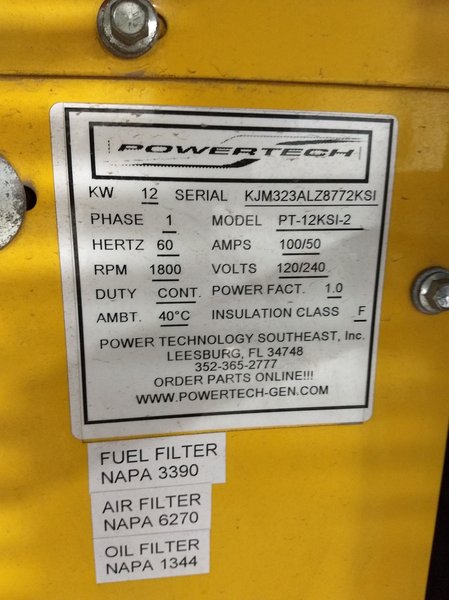 POWERTECH
KW 12 SERIAL KJM323ALZ8772KSI
PHASE 1 MODEL PT-12KSI-2
HERTZ 60 AMPS 100/50
RPM 1800 VOLTS 120/240
DUTY CONT. POWER FACT. 1.0
AMBT. 40°C INSULATION CLASS F
POWER TECHNOLOGY SOUTHEAST, Inc.
LEESBURG, FL 34748
352-365-2777
ORDER PARTS ONLINE!!!
WWW.POWERTECH-GEN.COM
FUEL FILTER
NAPA 3390
AIR FILTER
NAPA 6270
OIL FILTER
NAPA 1344